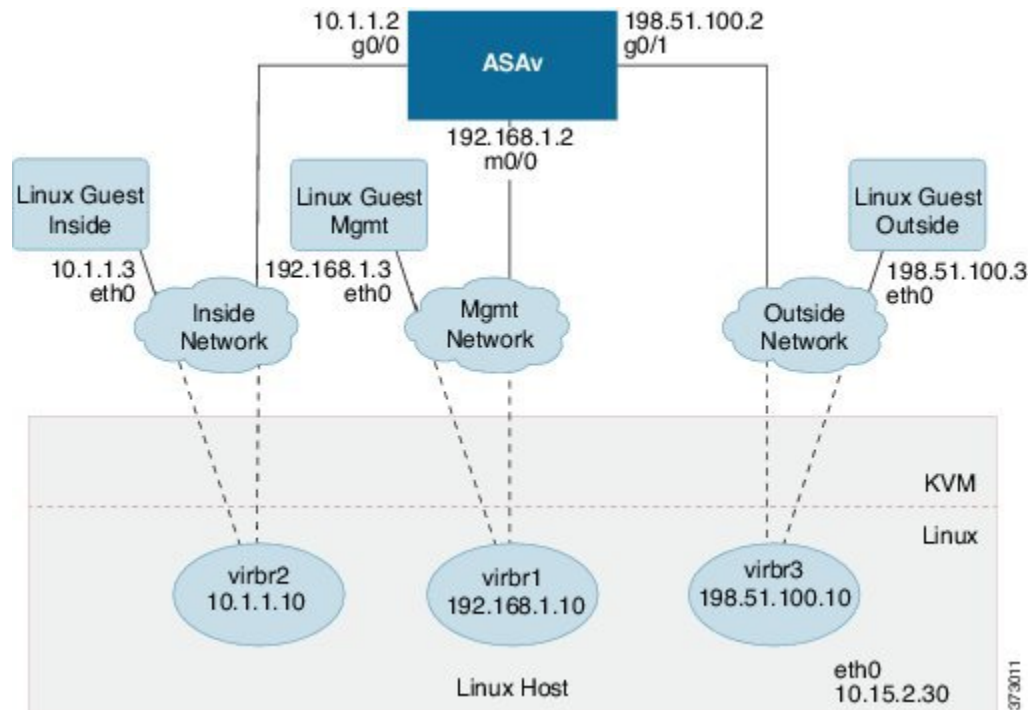 10.1.1.2
g0/0
ASAv
198.51.100.2
g0/1
192.168.1.2
m0/0
Linux Guest
Inside
Linux Guest
Mgmt
Linux Guest
Outside
10.1.1.3
eth0
192.168.1.3
eth0
198.51.100.3
eth0
Inside
Network
Mgmt
Network
Outside
Network
KVM
Linux
virbr2
10.1.1.10
virbr1
192.168.1.10
virbr3
198.51.100.10
Linux Host
eth0
10.15.2.30
373011